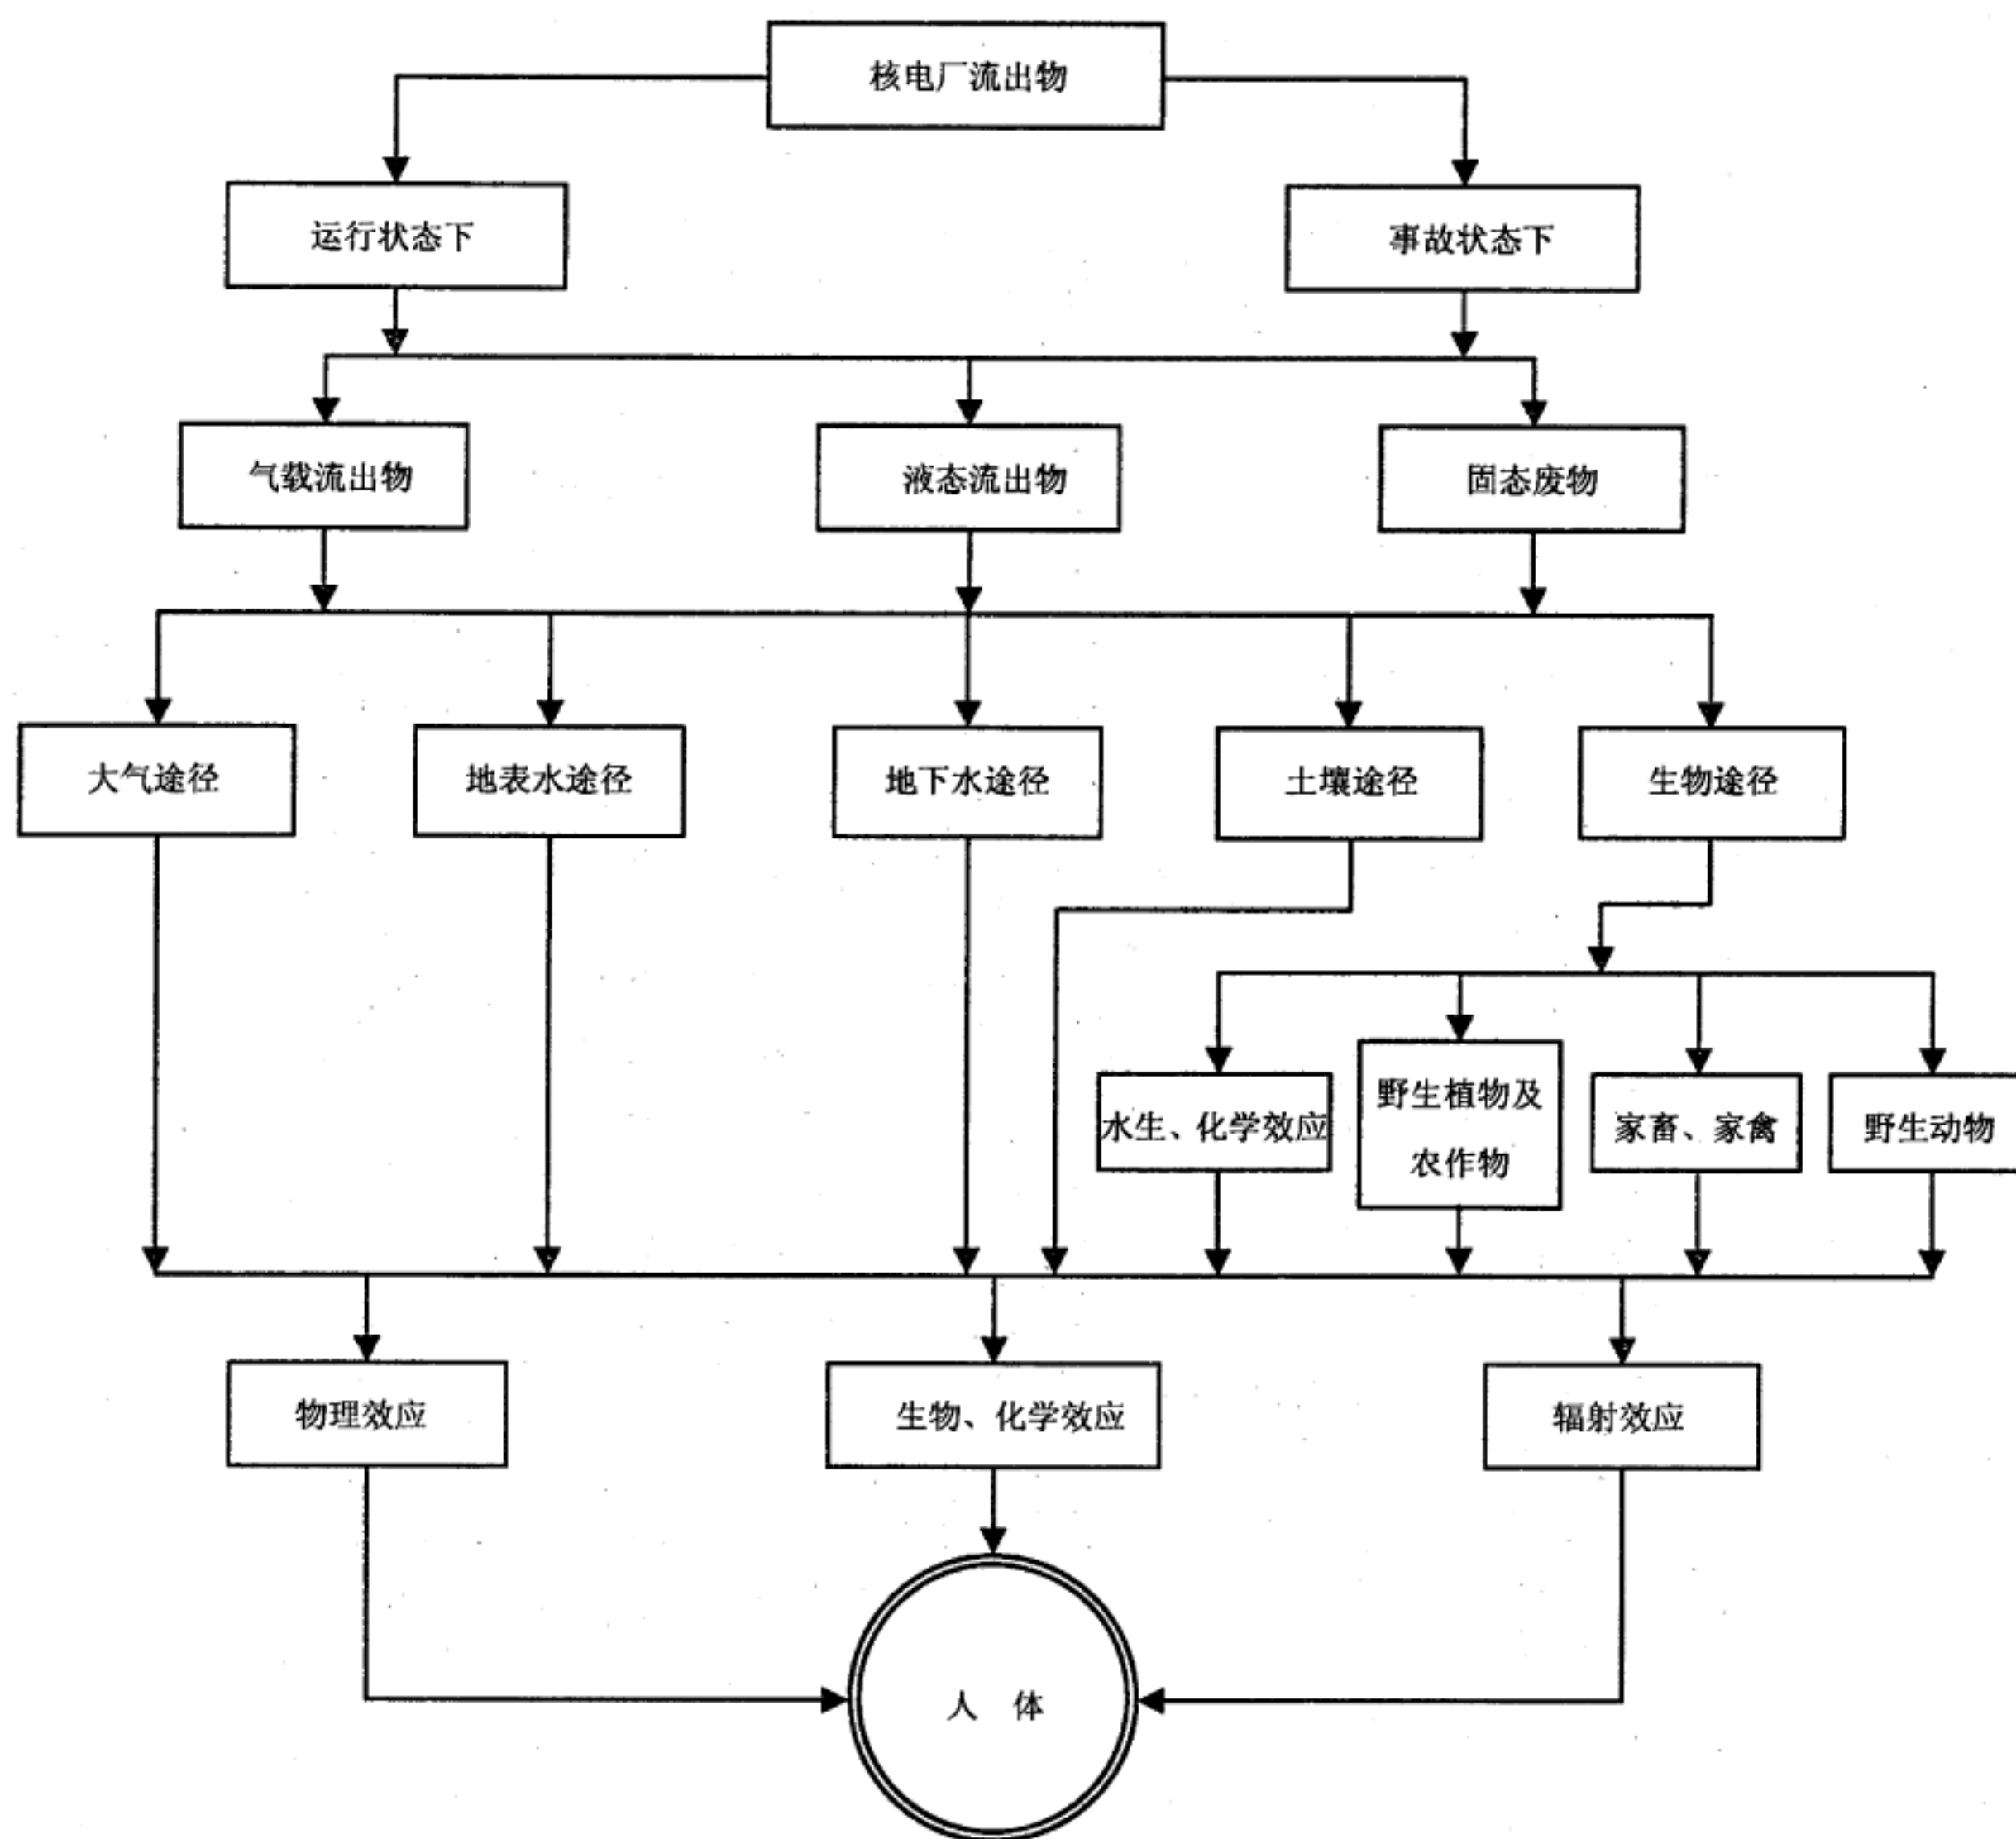 核电厂流出物
运行状态下
事故状态下
气载流出物
液态流出物
固态废物
大气途径
地表水途径
地下水途径
土壤途径
生物途径
水生、化学效应
野生植物及
农作物
家畜、家禽
野生动物
物理效应
生物、化学效应
辐射效应
人 体